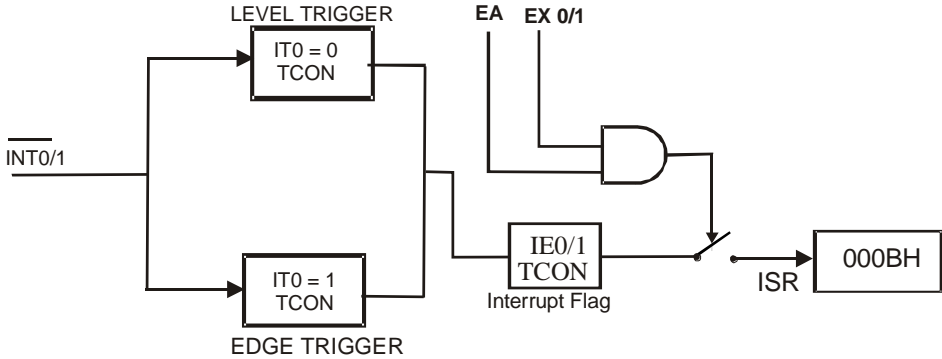 LEVEL TRIGGER
EA EX 0/1
IT0 = 0
TCON
INT0/1
IE0/1
TCON
Interrupt Flag
ISR
000BH
IT0 = 1
TCON
EDGE TRIGGER